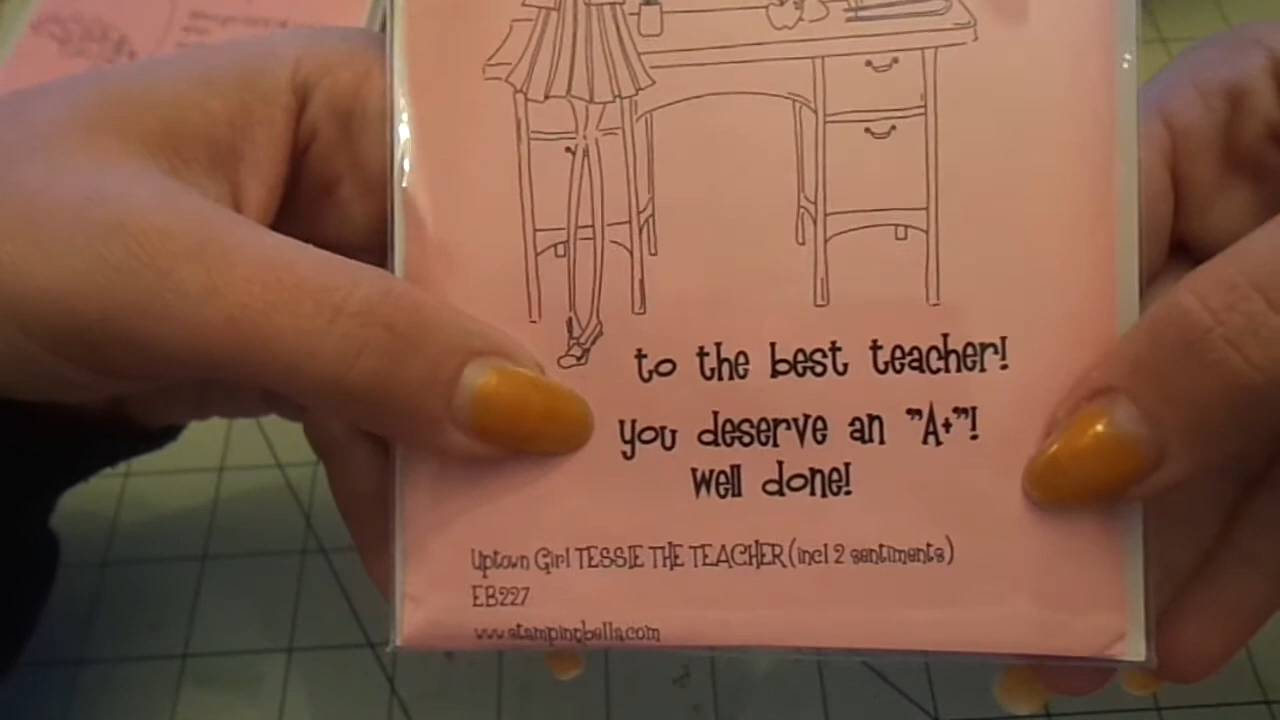 to the best teacher!
you deserve an "A+"!
well done!
Uptown Girl TESSIE THE TEACHER (incl 2 sentiments)
EB227
www.stampingbella.com